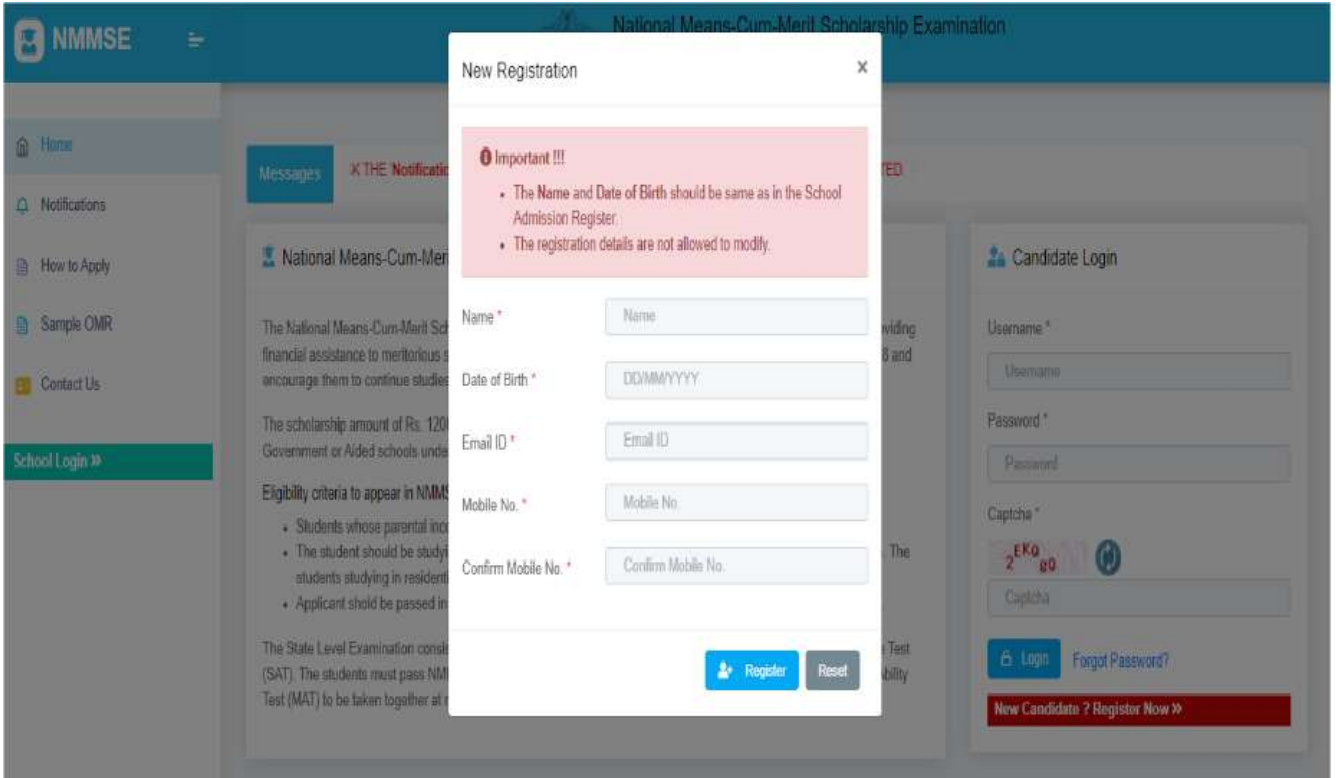 NMMSE
National Means-Cum-Merit Scholarship Examination
Home
Notifications
How to Apply
Sample OMR
Contact Us
School Login »
Messages
X THE 'Notificatio
TED
National Means-Cum-Mer
The National Means-Cum-Merit Sch
viding
financial assistance to meritorious s
8 and
encourage them to continue studies
The scholarship amount of Rs. 120
Government or Aided schools unde
Eligibility criteria to appear in NMMS
• Students whose parental inco
• The student should be studyi
. The
students studying in residenti
• Applicant shold be passed in
The State Level Examination consis
Test
(SAT). The students must pass NMM
bility
Test (MAT) to be taken together at
New Registration
×
Important !!!
• The Name and Date of Birth should be same as in the School
Admission Register.
• The registration details are not allowed to modify.
Name *
Name
Date of Birth *
DD/MM/YYYY
Email ID *
Email ID
Mobile No. *
Mobile No.
Confirm Mobile No. *
Confirm Mobile No.
Register
Reset
Candidate Login
Username *
Username
Password *
Password
Captcha *
Captcha
Login
Forgot Password?
New Candidate ? Register Now »